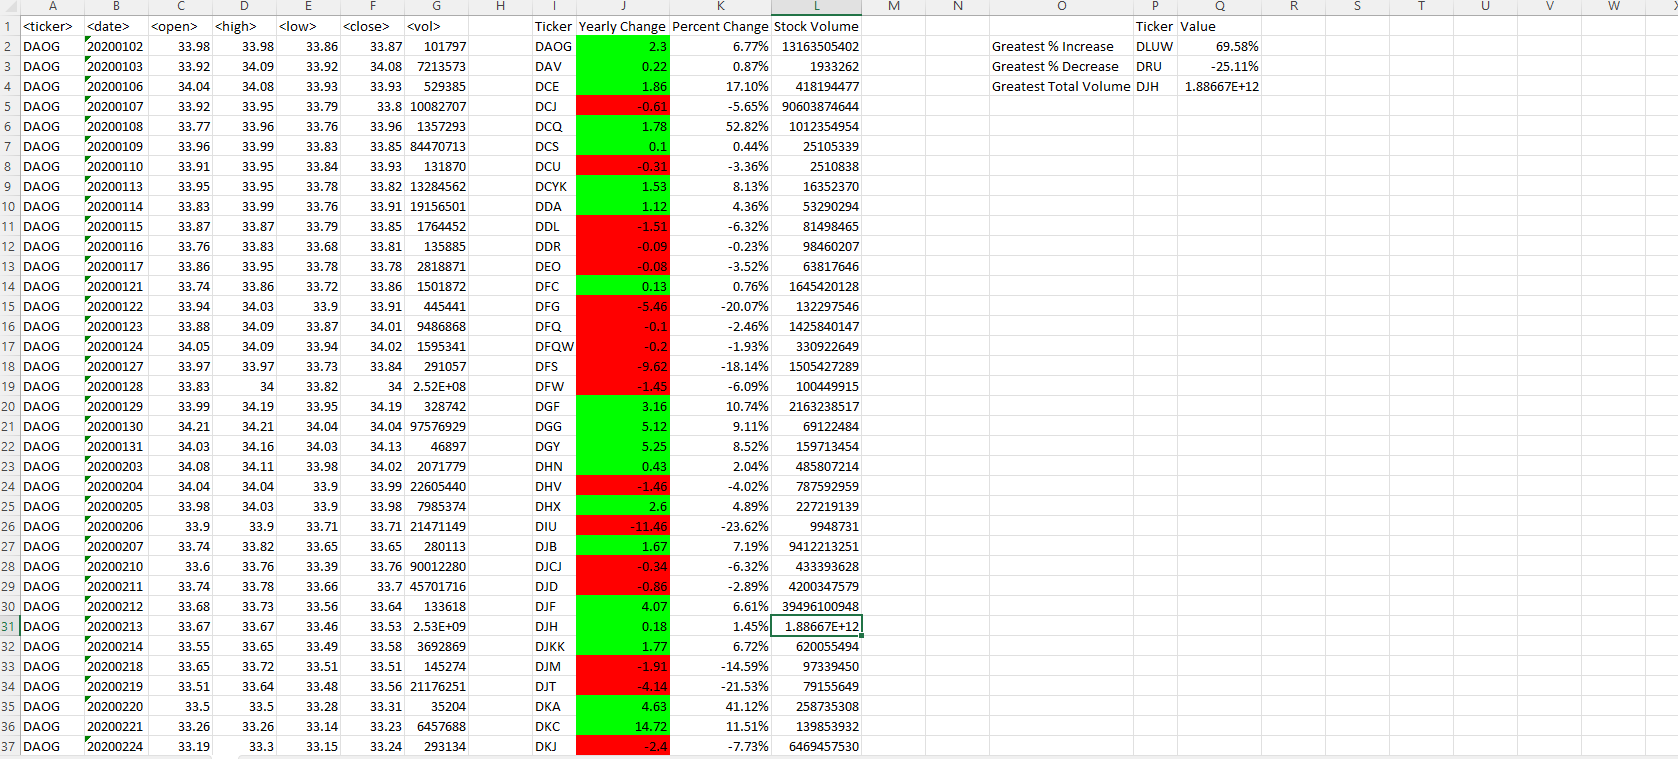 A B C D E F G H I J K L M N O P Q R S T U V W
1 <ticker> <date> <open> <high> <low> <close> <vol> Ticker Yearly Change Percent Change Stock Volume Ticker Value
2 DAOG 20200102 33.98 33.98 33.86 33.87 101797 DAOG 2.3 6.77% 13163505402 Greatest % Increase DLUW 69.58%
3 DAOG 20200103 33.92 34.09 33.92 34.08 7213573 DAV 0.22 0.87% 1933262 Greatest % Decrease DRU -25.11%
4 DAOG 20200106 34.04 34.08 33.93 33.93 529385 DCE 1.86 17.10% 418194477 Greatest Total Volume DJH 1.88667E+12
5 DAOG 20200107 33.92 33.95 33.79 33.8 10082707 DCJ -0.61 -5.65% 90603874644
6 DAOG 20200108 33.77 33.96 33.76 33.96 1357293 DCQ 1.78 52.82% 1012354954
7 DAOG 20200109 33.96 33.99 33.83 33.85 84470713 DCS 0.1 0.44% 25105339
8 DAOG 20200110 33.91 33.95 33.84 33.93 131870 DCU -0.31 -3.36% 2510838
9 DAOG 20200113 33.95 33.95 33.78 33.82 13284562 DCYK 1.53 8.13% 16352370
10 DAOG 20200114 33.83 33.99 33.76 33.91 19156501 DDA 1.12 4.36% 53290294
11 DAOG 20200115 33.87 33.87 33.79 33.85 1764452 DDL -1.51 -6.32% 81498465
12 DAOG 20200116 33.76 33.83 33.68 33.81 135885 DDR -0.09 -0.23% 98460207
13 DAOG 20200117 33.86 33.95 33.78 33.78 2818871 DEO -0.08 -3.52% 63817646
14 DAOG 20200121 33.74 33.86 33.72 33.86 1501872 DFC 0.13 0.76% 1645420128
15 DAOG 20200122 33.94 34.03 33.9 33.91 445441 DFG -5.46 -20.07% 132297546
16 DAOG 20200123 33.88 34.09 33.87 34.01 9486868 DFQ -0.1 -2.46% 1425840147
17 DAOG 20200124 34.05 34.09 33.94 34.02 1595341 DFQW -0.2 -1.93% 330922649
18 DAOG 20200127 33.97 33.97 33.73 33.84 291057 DFS -9.62 -18.14% 1505427289
19 DAOG 20200128 33.83 34 33.82 34 2.52E+08 DFW -1.45 -6.09% 100449915
20 DAOG 20200129 33.99 34.19 33.95 34.19 328742 DGF 3.16 10.74% 2163238517
21 DAOG 20200130 34.21 34.21 34.04 34.04 97576929 DGG 5.12 9.11% 69122484
22 DAOG 20200131 34.03 34.16 34.03 34.13 46897 DGY 5.25 8.52% 159713454
23 DAOG 20200203 34.08 34.11 33.98 34.02 2071779 DHN 0.43 2.04% 485807214
24 DAOG 20200204 34.04 34.04 33.9 33.99 22605440 DHV -1.46 -4.02% 787592959
25 DAOG 20200205 33.98 34.03 33.9 33.98 7985374 DHX 2.6 4.89% 227219139
26 DAOG 20200206 33.9 33.9 33.71 33.71 21471149 DIU -11.46 -23.62% 9948731
27 DAOG 20200207 33.74 33.82 33.65 33.65 280113 DJB 1.67 7.19% 9412213251
28 DAOG 20200210 33.6 33.76 33.39 33.76 90012280 DJCJ -0.34 -6.32% 433393628
29 DAOG 20200211 33.74 33.78 33.66 33.7 45701716 DJD -0.86 -2.89% 4200347579
30 DAOG 20200212 33.68 33.73 33.56 33.64 133618 DJF 4.07 6.61% 39496100948
31 DAOG 20200213 33.67 33.67 33.46 33.53 2.53E+09 DJH 0.18 1.45% 1.88667E+12
32 DAOG 20200214 33.55 33.65 33.49 33.58 3692869 DJKK 1.77 6.72% 620055494
33 DAOG 20200218 33.65 33.72 33.51 33.51 145274 DJM -1.91 -14.59% 97339450
34 DAOG 20200219 33.51 33.64 33.48 33.56 21176251 DJT -4.14 -21.53% 79155649
35 DAOG 20200220 33.5 33.5 33.28 33.31 35204 DKA 4.63 41.12% 258735308
36 DAOG 20200221 33.26 33.26 33.14 33.23 6457688 DKC 14.72 11.51% 139853932
37 DAOG 20200224 33.19 33.3 33.15 33.24 293134 DKJ -2.4 -7.73% 6469457530